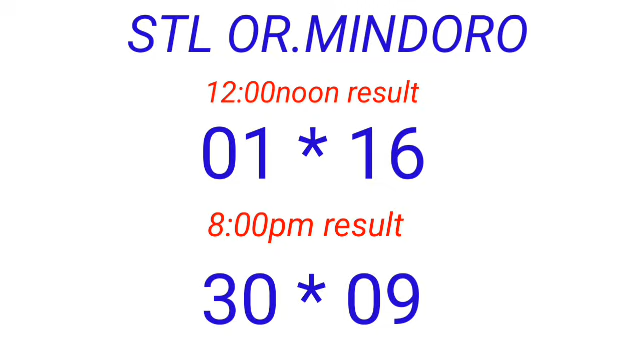 STL OR.MINDORO
12:00noon result
01 * 16
8:00pm result
30 * 09